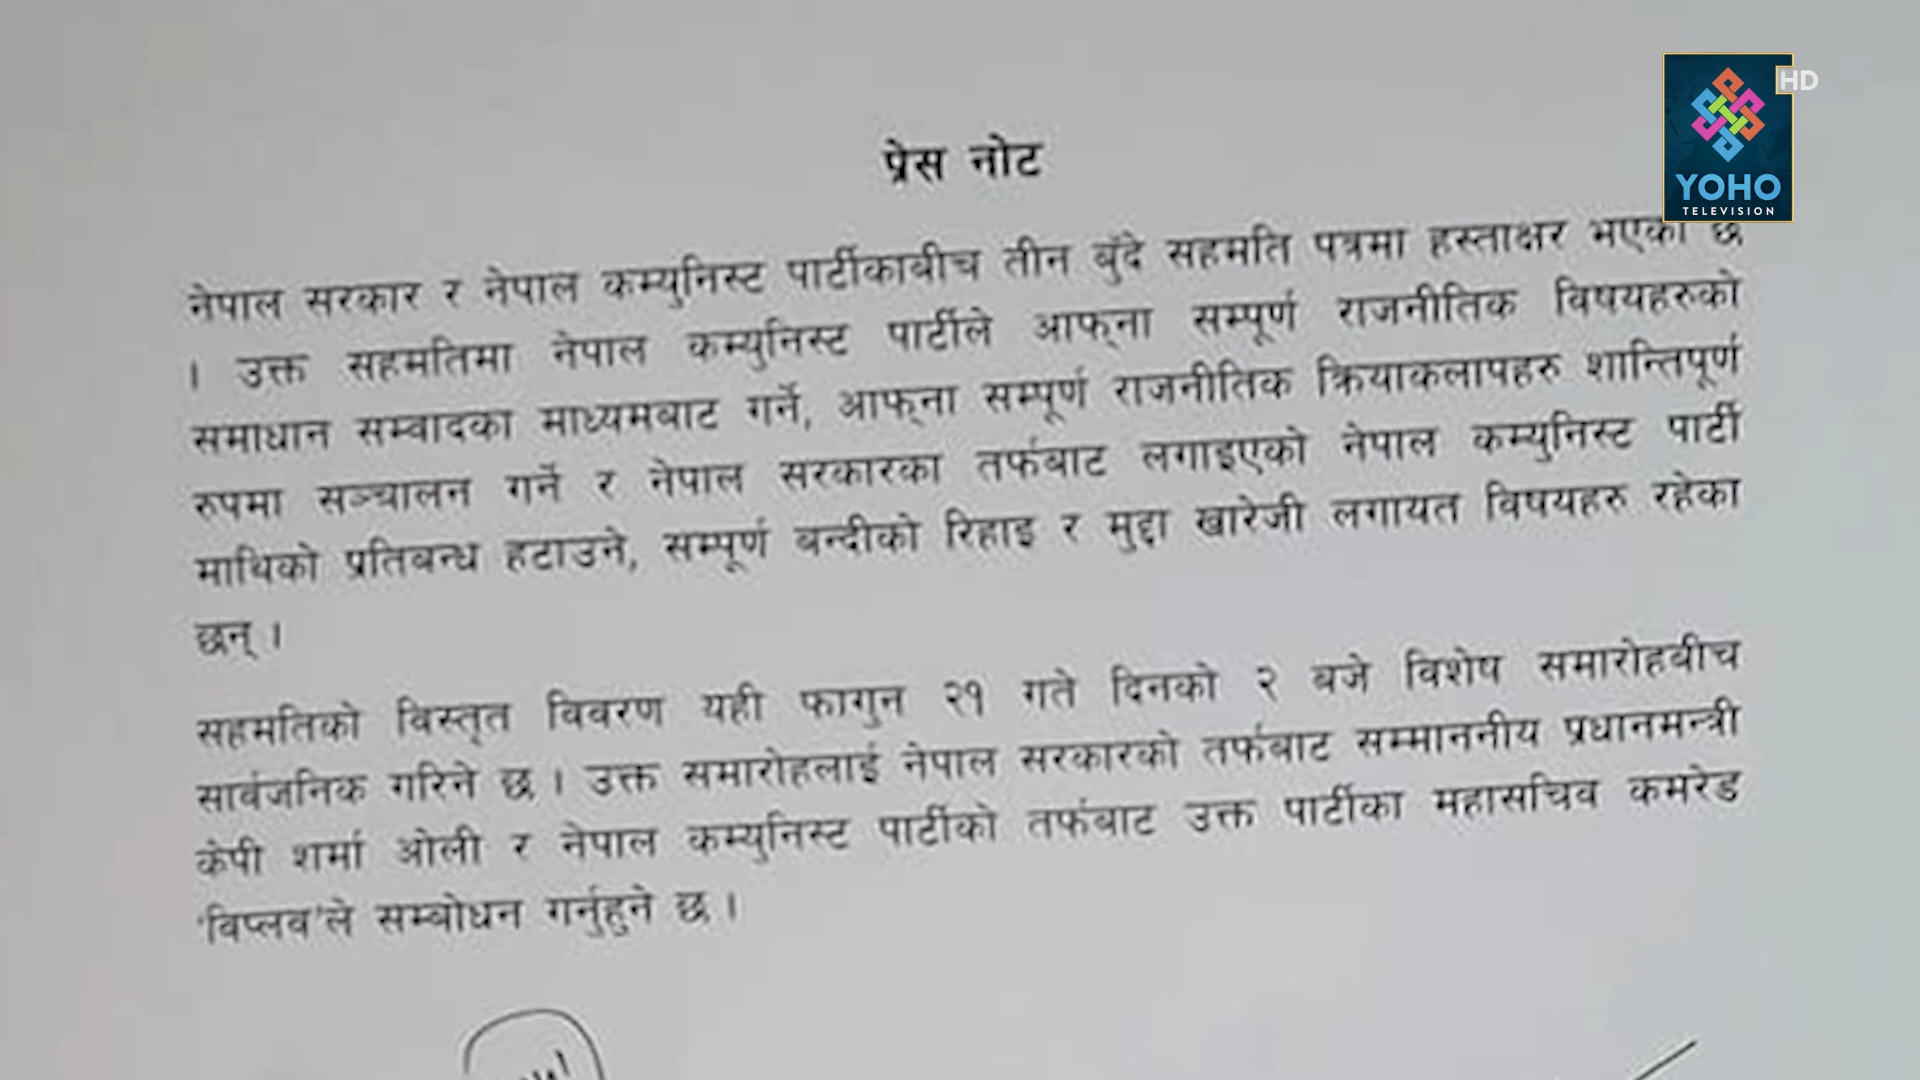 HD
YOHO
TELEVISION
प्रेस नोट
नेपाल सरकार र नेपाल कम्युनिस्ट पार्टीकाबीच तीन बुँदे सहमति पत्रमा हस्ताक्षर भएको छ
। उक्त सहमतिमा नेपाल कम्युनिस्ट पार्टीले आफ्ना सम्पूर्ण राजनीतिक विषयहरुको
समाधान सम्वादका माध्यमबाट गर्ने, आफ्ना सम्पूर्ण राजनीतिक क्रियाकलापहरु शान्तिपूर्ण
रुपमा सञ्चालन गर्ने र नेपाल सरकारका तर्फबाट लगाइएको नेपाल कम्युनिस्ट पार्टी
माथिको प्रतिबन्ध हटाउने, सम्पूर्ण बन्दीको रिहाइ र मुद्दा खारेजी लगायत विषयहरु रहेका
छन् ।
सहमतिको विस्तृत विवरण यही फागुन २१ गते दिनको २ बजे विशेष समारोहबीच
सार्वजनिक गरिने छ । उक्त समारोहलाई नेपाल सरकारको तर्फबाट सम्माननीय प्रधानमन्त्री
केपी शर्मा ओली र नेपाल कम्युनिस्ट पार्टीको तर्फबाट उक्त पार्टीका महासचिव कमरेड
'विप्लव'ले सम्बोधन गर्नुहुने छ ।